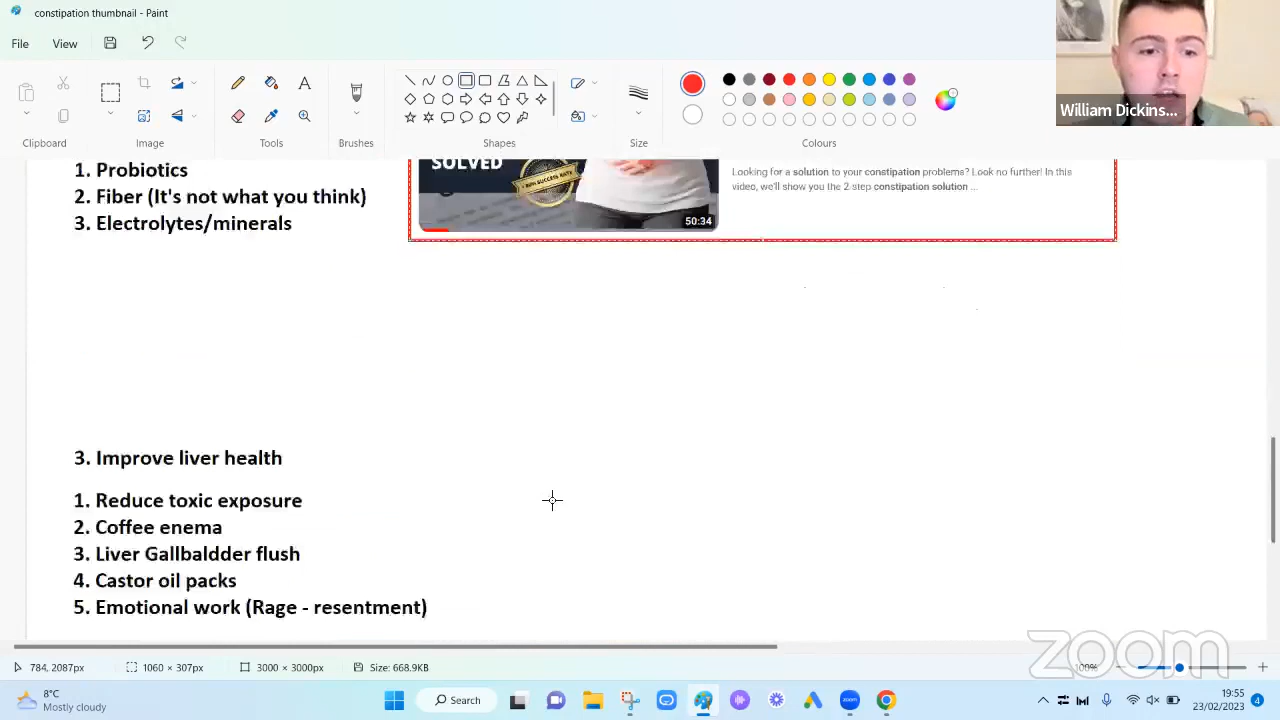 constipation thumbnail - Paint
File View
William Dickins...
Clipboard Image Tools Brushes Shapes Size Colours
SOLVED
1. Probiotics
2. Fiber (It's not what you think)
3. Electrolytes/minerals
Looking for a solution to your constipation problems? Look no further! In this
video, we'll show you the 2-step constipation solution ...
50:34
3. Improve liver health
1. Reduce toxic exposure
2. Coffee enema
3. Liver Gallbaldder flush
4. Castor oil packs
5. Emotional work (Rage - resentment)
zoom
784, 2087px 1060 × 307px 3000 × 3000px Size: 668.9KB 100%
8°C
Mostly cloudy
Search
19:55
23/02/2023
4